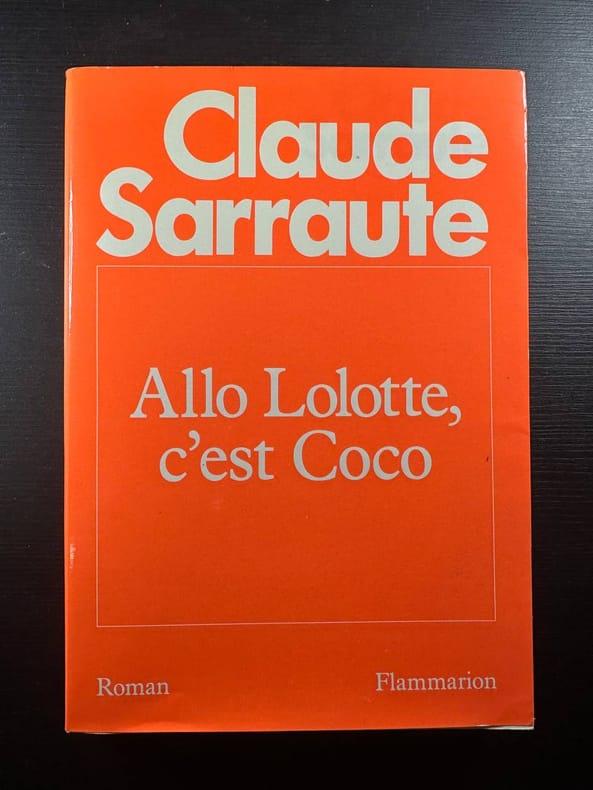 Claude
Sarraute
Allo Lolotte,
c'est Coco
Roman
Flammarion